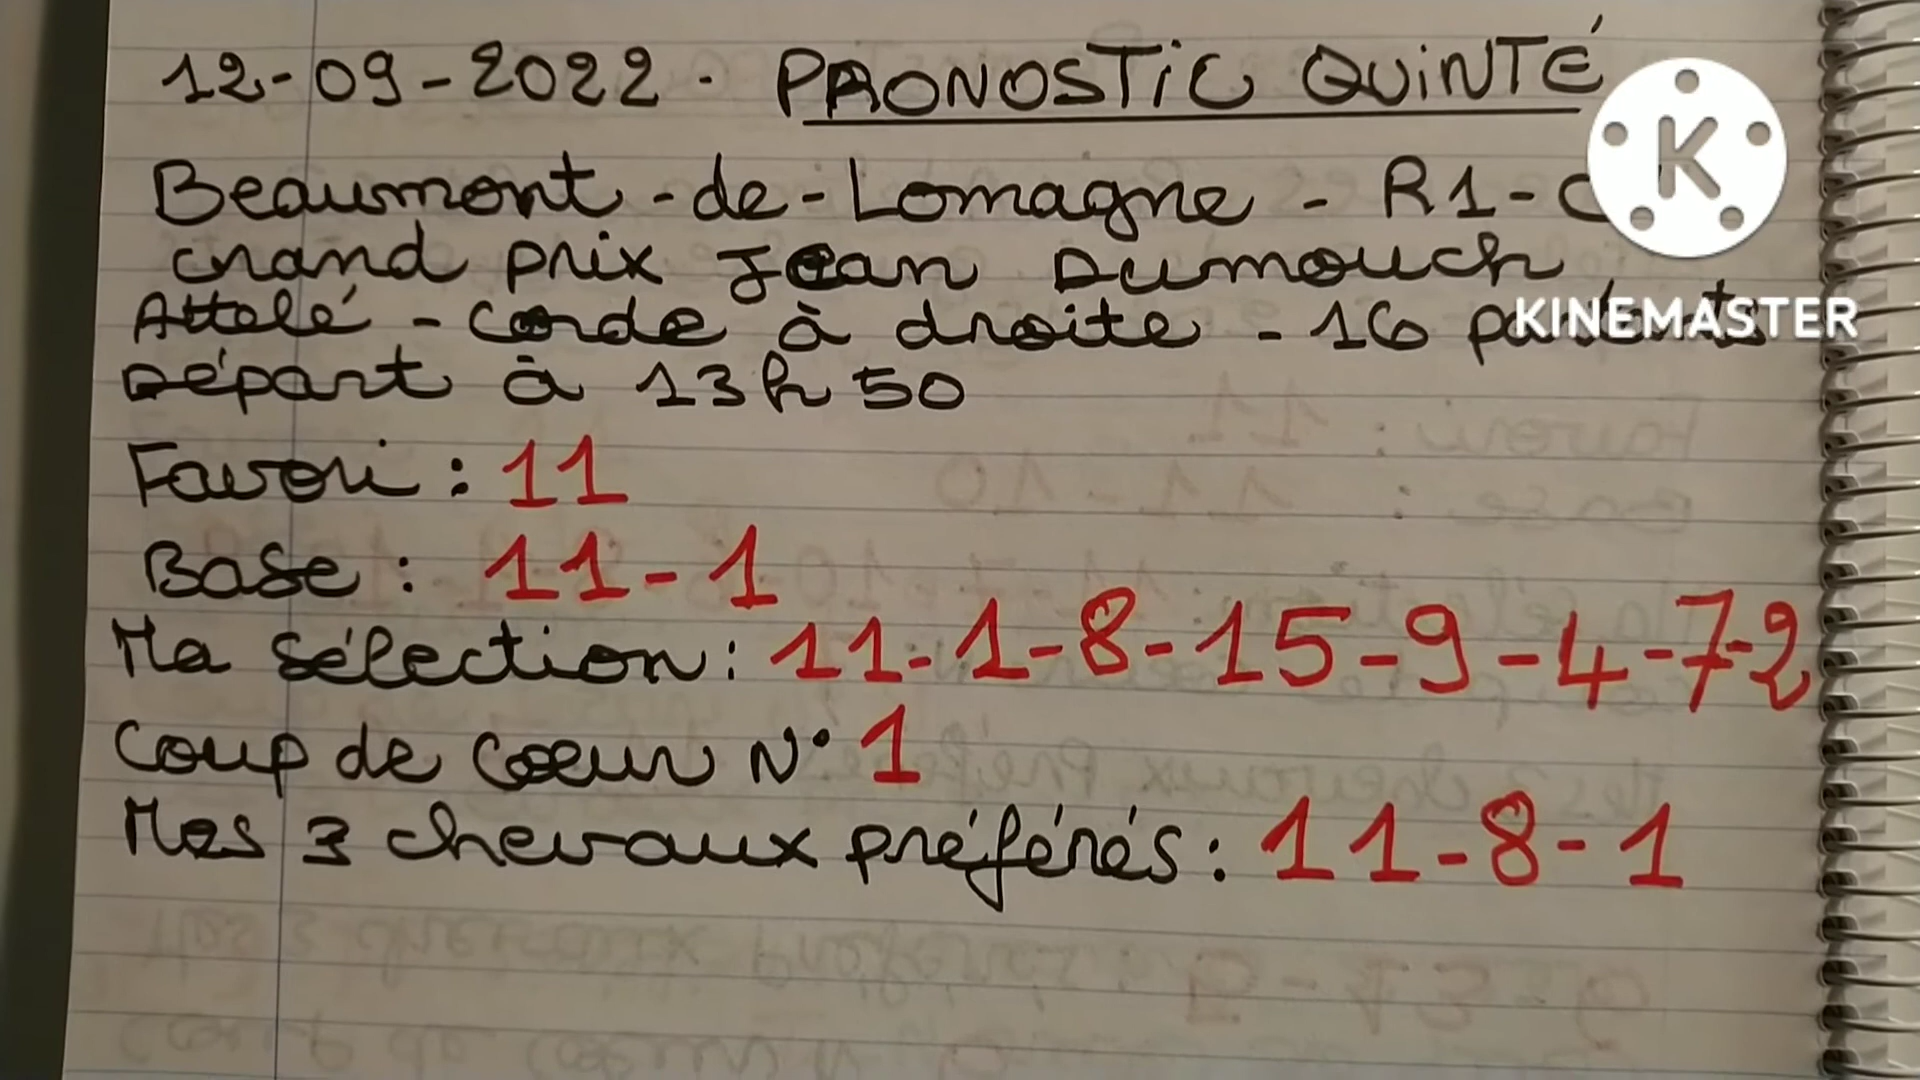 12-09-2022. PRONOSTiC QUiNTÉ
Beaumont-de-Lomagne - R1-C
Grand prix Jean Dumouch
Attelé - Corde à droite - 16 partants
Départ à 13h50
Favori : 11
Base : 11-1
Ma sélection : 11-1-8-15-9-4-7-2
Coup de coeur N° 1
Mes 3 chevaux préférés : 11-8-1
K
KINEMASTER